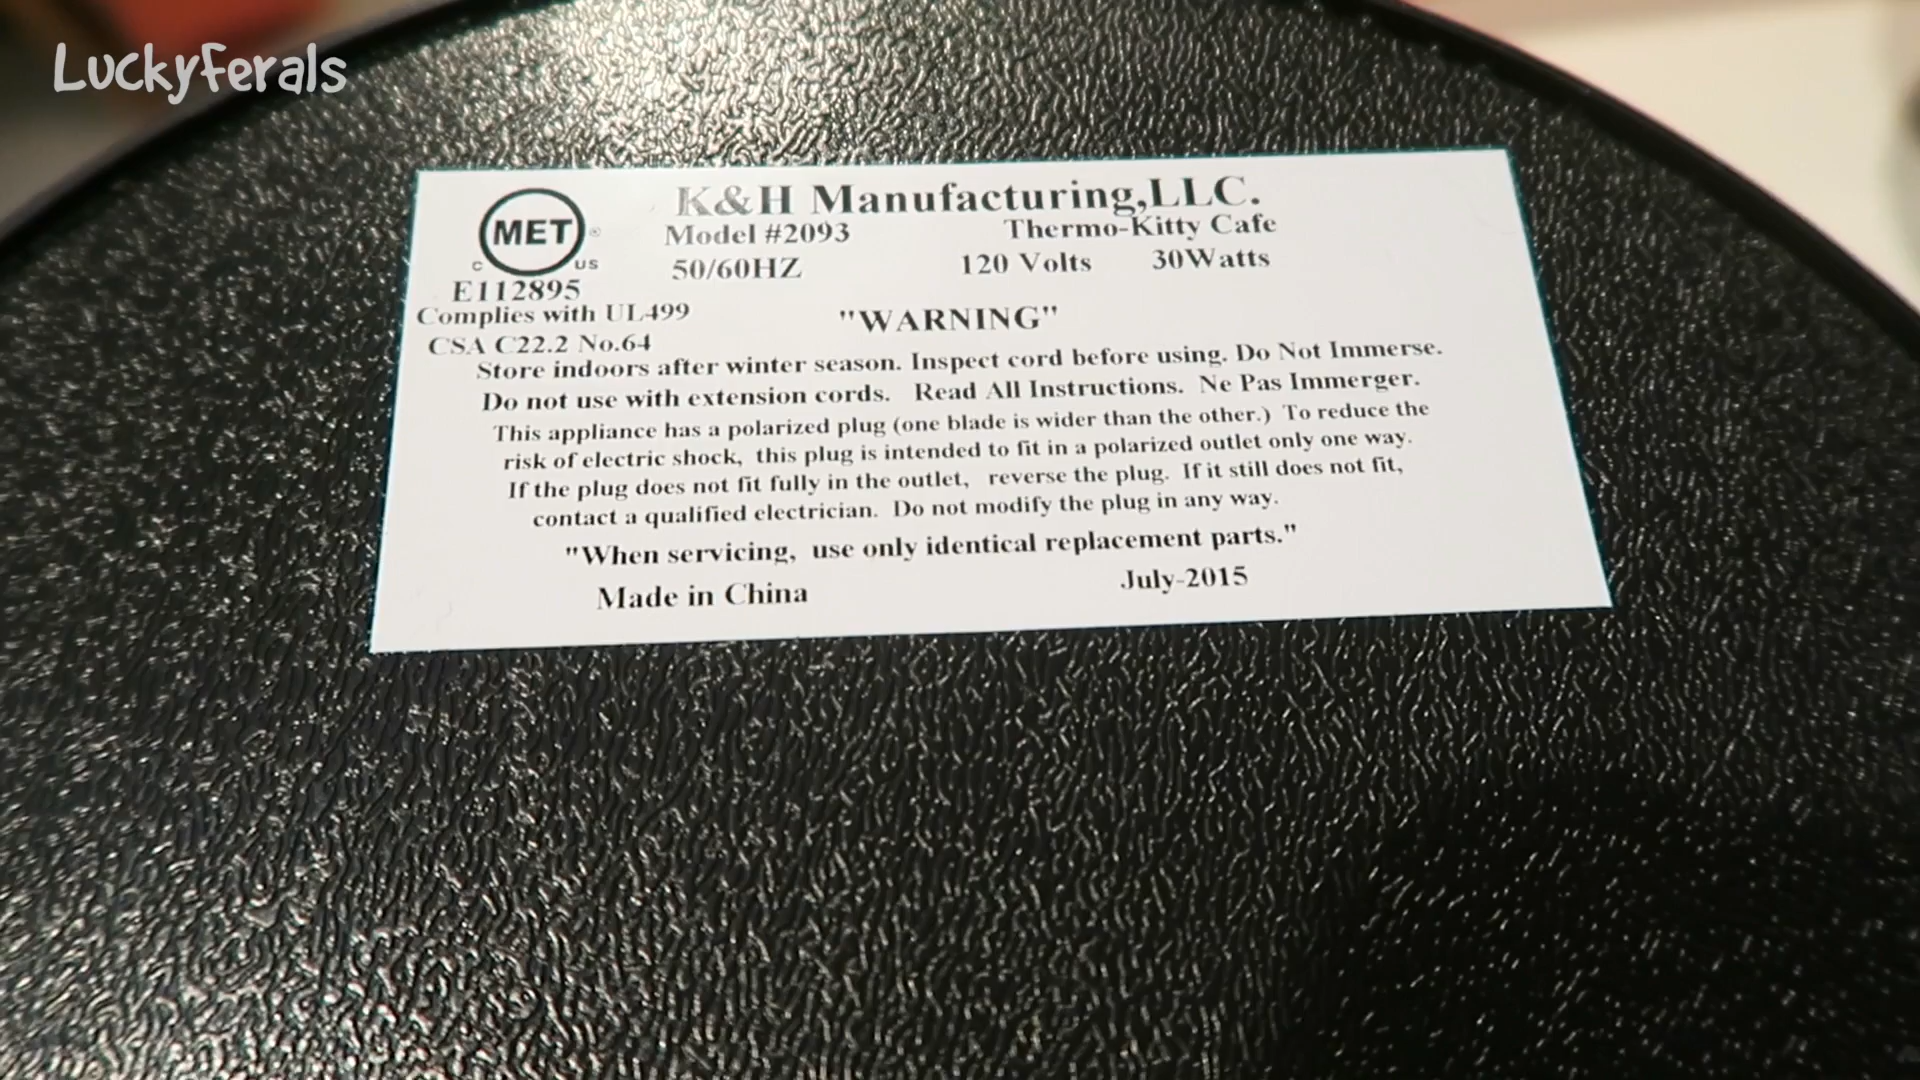 LuckyFerals
MET®
C US
K&H Manufacturing,LLC.
Model #2093 Thermo-Kitty Cafe
50/60HZ 120 Volts 30Watts
E112895
Complies with UL499
"WARNING"
CSA C22.2 No.64
Store indoors after winter season. Inspect cord before using. Do Not Immerse.
Do not use with extension cords. Read All Instructions. Ne Pas Immerger.
This appliance has a polarized plug (one blade is wider than the other.) To reduce the
risk of electric shock, this plug is intended to fit in a polarized outlet only one way.
If the plug does not fit fully in the outlet, reverse the plug. If it still does not fit,
contact a qualified electrician. Do not modify the plug in any way.
"When servicing, use only identical replacement parts."
Made in China July-2015